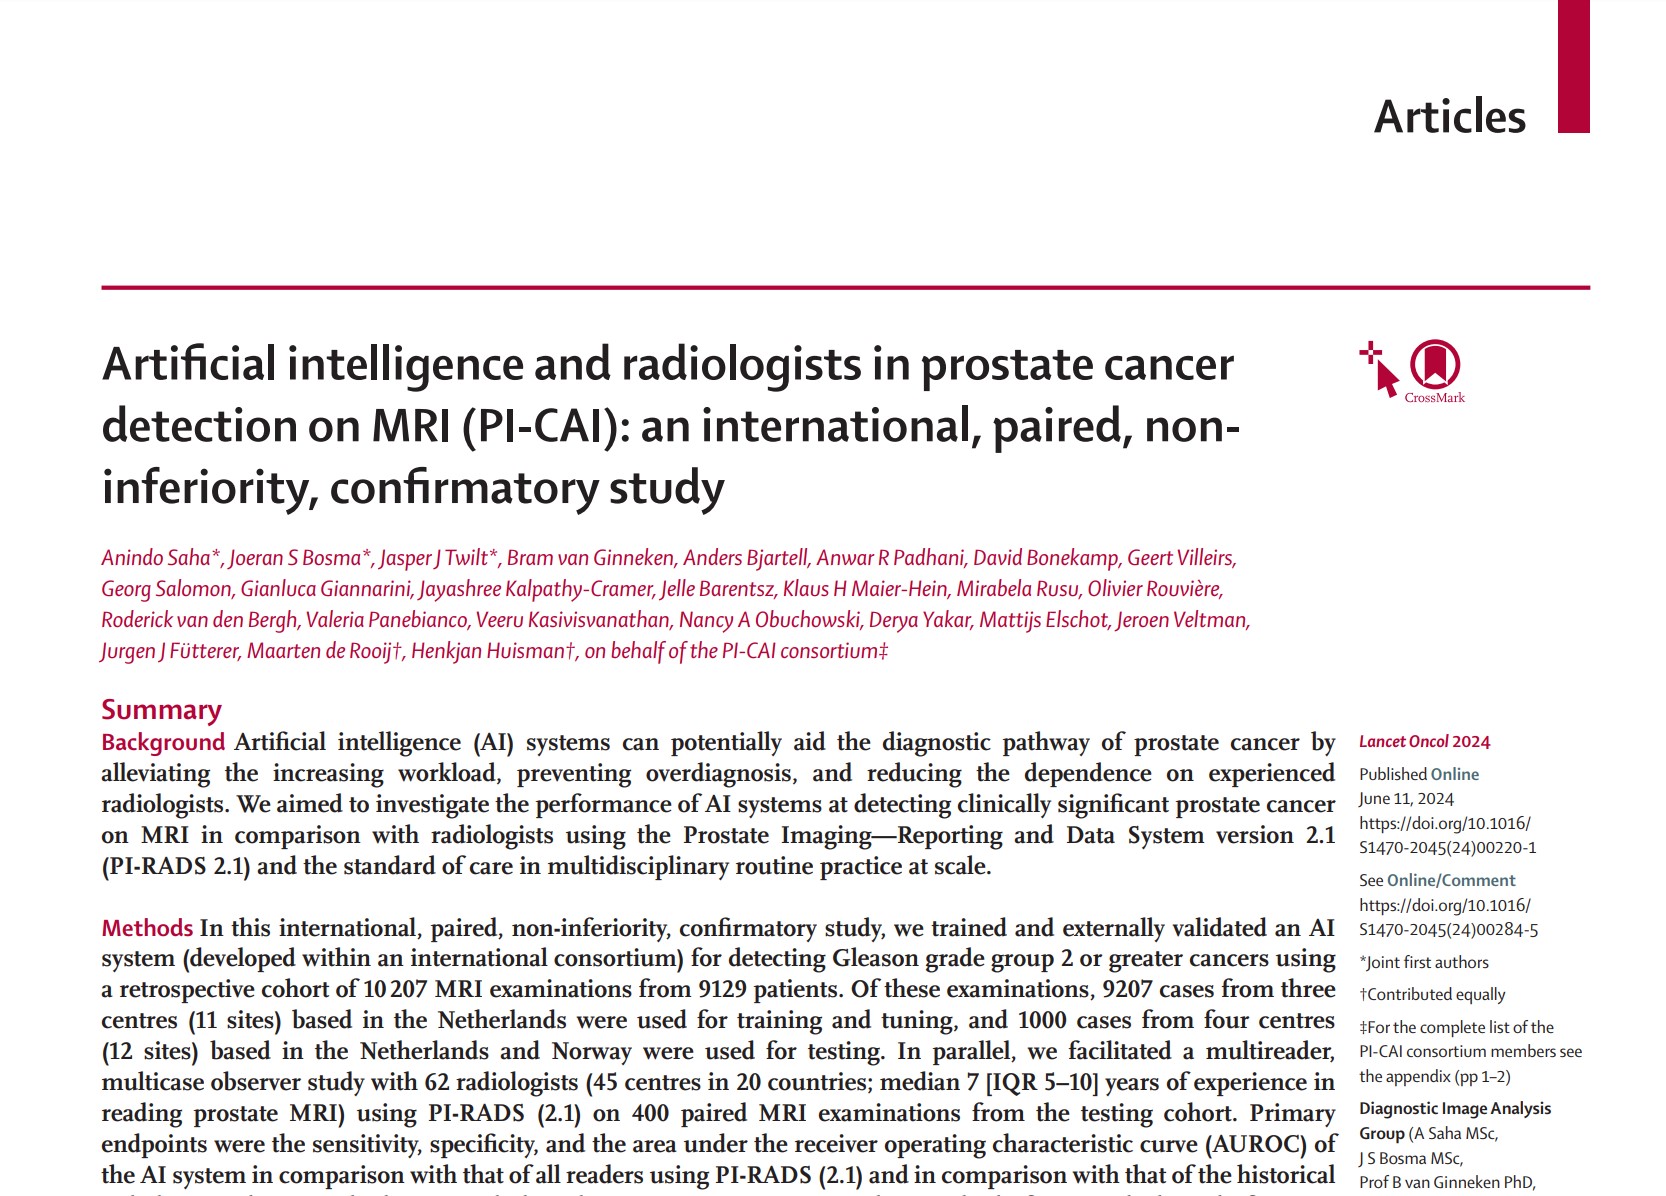 Articles
Artificial intelligence and radiologists in prostate cancer
detection on MRI (PI-CAI): an international, paired, non-
inferiority, confirmatory study
CrossMark
Anindo Saha*, Joeran S Bosma*, Jasper J Twilt*, Bram van Ginneken, Anders Bjartell, Anwar R Padhani, David Bonekamp, Geert Villeirs,
Georg Salomon, Gianluca Giannarini, Jayashree Kalpathy-Cramer, Jelle Barentsz, Klaus H Maier-Hein, Mirabela Rusu, Olivier Rouvière,
Roderick van den Bergh, Valeria Panebianco, Veeru Kasivisvanathan, Nancy A Obuchowski, Derya Yakar, Mattijs Elschot, Jeroen Veltman,
Jurgen J Fütterer, Maarten de Rooij†, Henkjan Huisman†, on behalf of the PI-CAI consortium‡
Summary
Background Artificial intelligence (AI) systems can potentially aid the diagnostic pathway of prostate cancer by
alleviating the increasing workload, preventing overdiagnosis, and reducing the dependence on experienced
radiologists. We aimed to investigate the performance of AI systems at detecting clinically significant prostate cancer
on MRI in comparison with radiologists using the Prostate Imaging—Reporting and Data System version 2.1
(PI-RADS 2.1) and the standard of care in multidisciplinary routine practice at scale.
Methods In this international, paired, non-inferiority, confirmatory study, we trained and externally validated an AI
system (developed within an international consortium) for detecting Gleason grade group 2 or greater cancers using
a retrospective cohort of 10 207 MRI examinations from 9129 patients. Of these examinations, 9207 cases from three
centres (11 sites) based in the Netherlands were used for training and tuning, and 1000 cases from four centres
(12 sites) based in the Netherlands and Norway were used for testing. In parallel, we facilitated a multireader,
multicase observer study with 62 radiologists (45 centres in 20 countries; median 7 [IQR 5–10] years of experience in
reading prostate MRI) using PI-RADS (2.1) on 400 paired MRI examinations from the testing cohort. Primary
endpoints were the sensitivity, specificity, and the area under the receiver operating characteristic curve (AUROC) of
the AI system in comparison with that of all readers using PI-RADS (2.1) and in comparison with that of the historical
Lancet Oncol 2024
Published Online
June 11, 2024
https://doi.org/10.1016/
S1470-2045(24)00220-1
See Online/Comment
https://doi.org/10.1016/
S1470-2045(24)00284-5
*Joint first authors
†Contributed equally
‡For the complete list of the
PI-CAI consortium members see
the appendix (pp 1–2)
Diagnostic Image Analysis
Group (A Saha MSc,
J S Bosma MSc,
Prof B van Ginneken PhD,